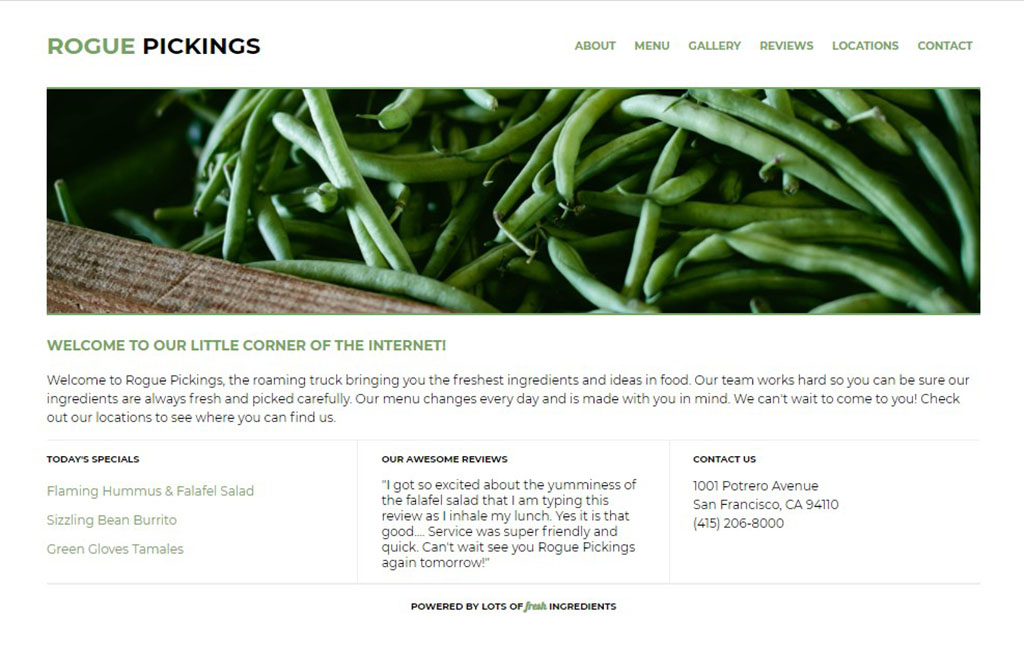 ROGUE PICKINGS
ABOUT MENU GALLERY REVIEWS LOCATIONS CONTACT
WELCOME TO OUR LITTLE CORNER OF THE INTERNET!
Welcome to Rogue Pickings, the roaming truck bringing you the freshest ingredients and ideas in food. Our team works hard so you can be sure our
ingredients are always fresh and picked carefully. Our menu changes every day and is made with you in mind. We can't wait to come to you! Check
out our locations to see where you can find us.
TODAY'S SPECIALS
Flaming Hummus & Falafel Salad
Sizzling Bean Burrito
Green Gloves Tamales
OUR AWESOME REVIEWS
"I got so excited about the yumminess of
the falafel salad that I am typing this
review as I inhale my lunch. Yes it is that
good.... Service was super friendly and
quick. Can't wait see you Rogue Pickings
again tomorrow!"
CONTACT US
1001 Potrero Avenue
San Francisco, CA 94110
(415) 206-8000
POWERED BY LOTS OF fresh INGREDIENTS